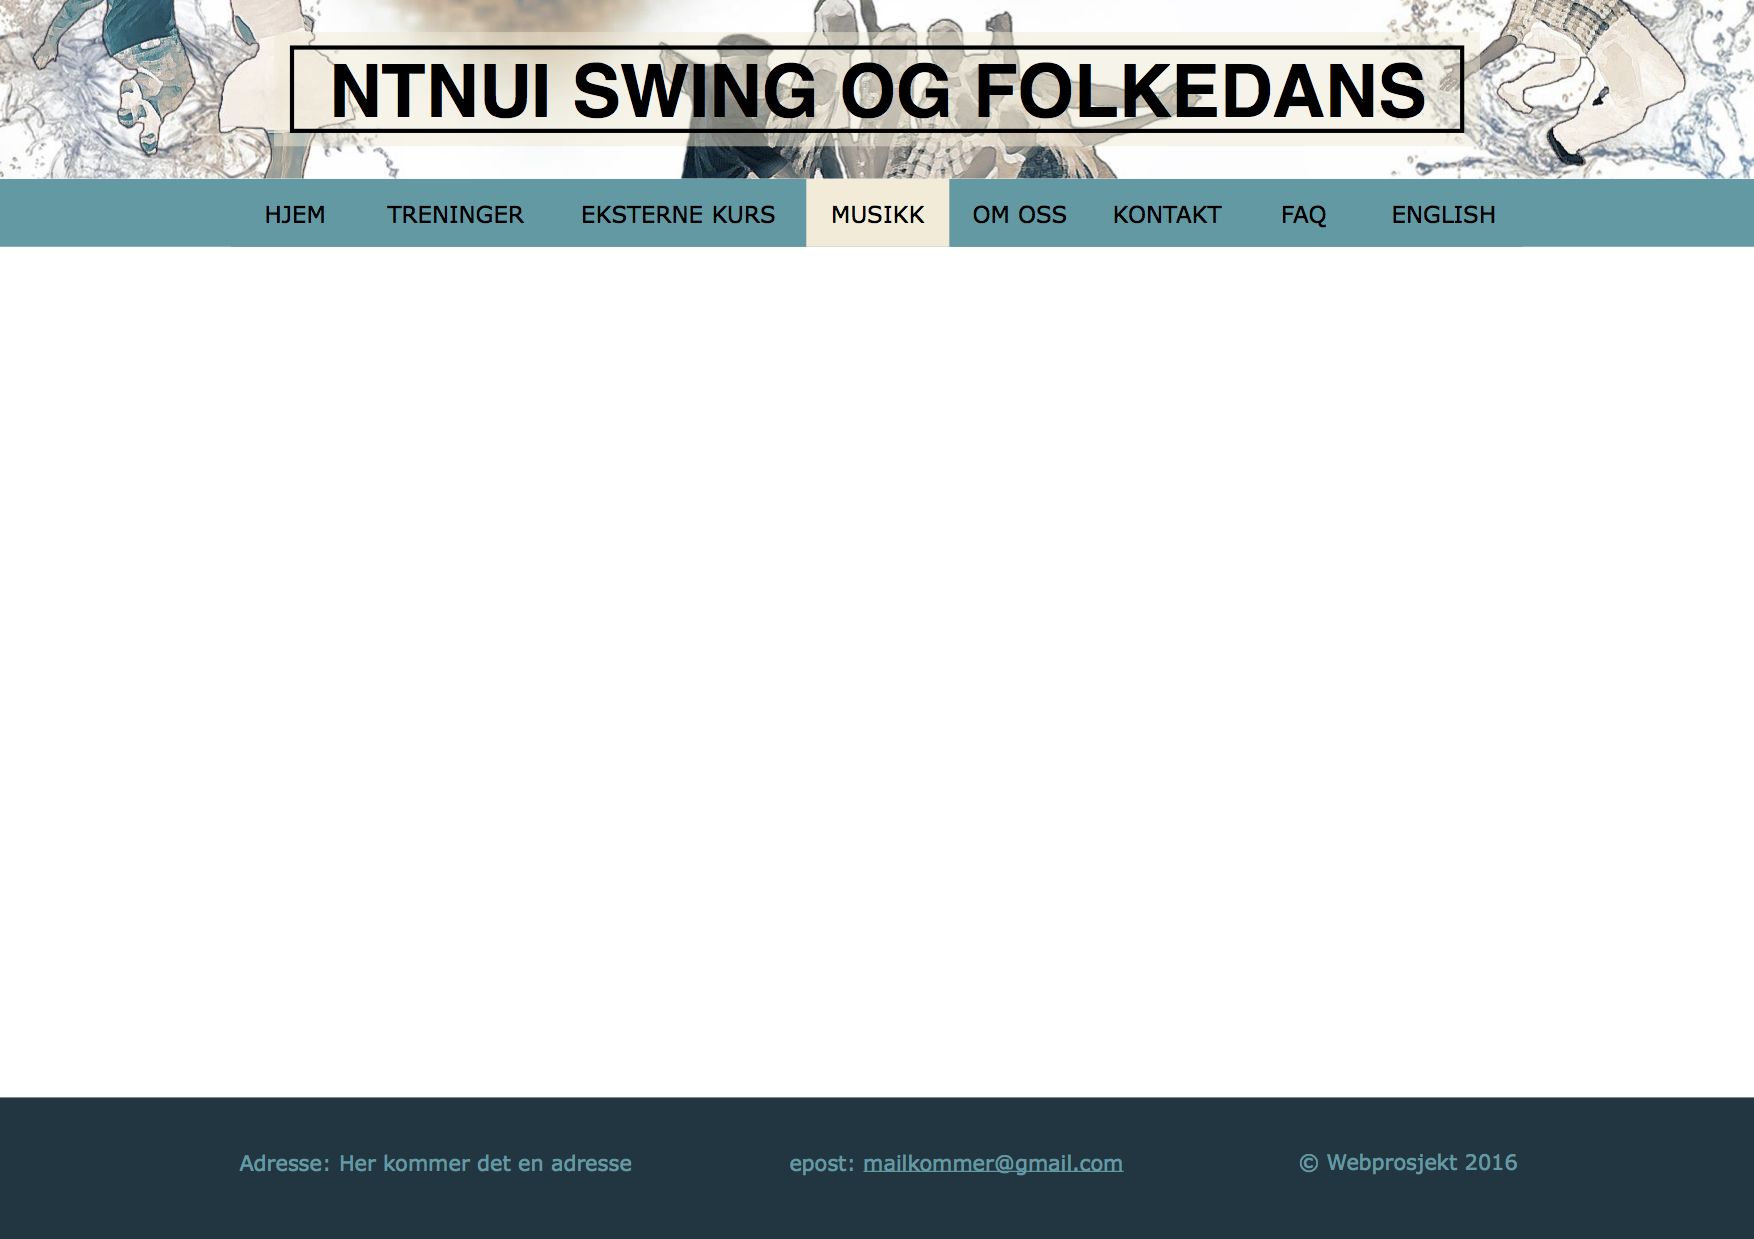 NTNUI SWING OG FOLKEDANS
HJEM TRENINGER EKSTERNE KURS MUSIKK OM OSS KONTAKT FAQ ENGLISH
Adresse: Her kommer det en adresse epost: mailkommer@gmail.com © Webprosjekt 2016